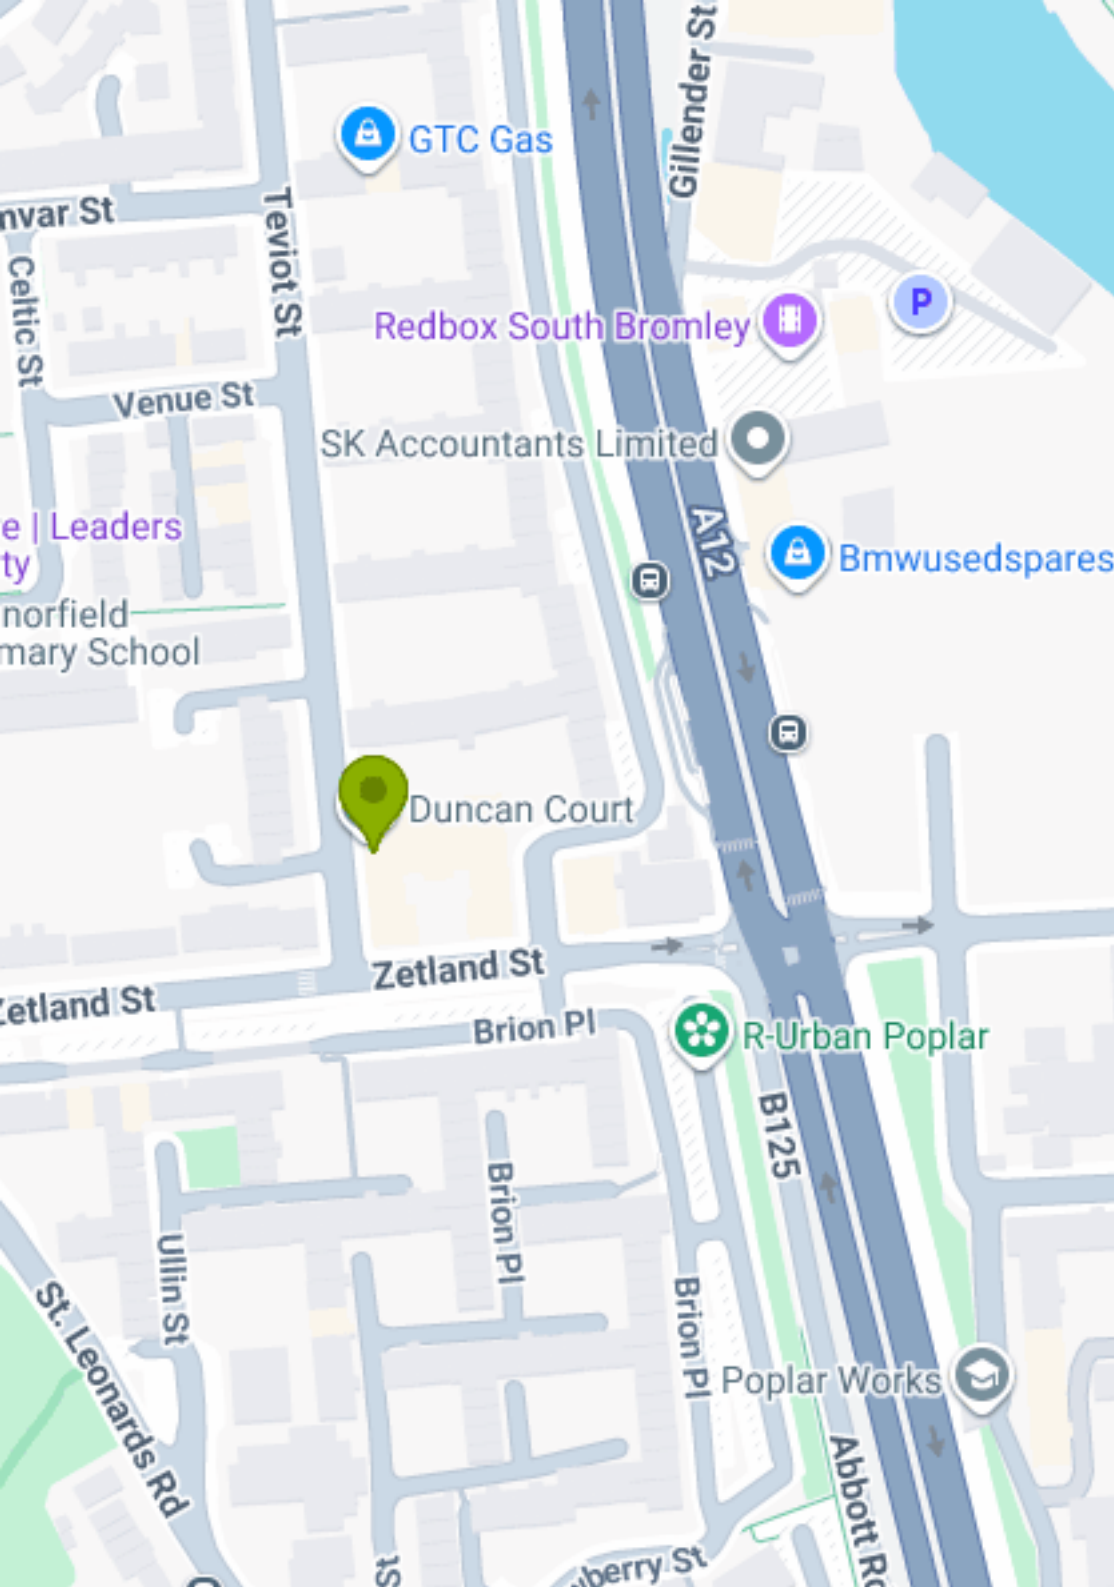 Gillender St
GTC Gas
nvar St
Teviot St
Celtic St
Redbox South Bromley
P
Venue St
SK Accountants Limited
A12
e | Leaders
ty
Bmwusedspares
norfield
mary School
Duncan Court
Zetland St
Zetland St
Brion Pl
R-Urban Poplar
B125
Brion Pl
Ullin St
St. Leonards Rd
Brion Pl
Poplar Works
Abbott Ro
St
berry St